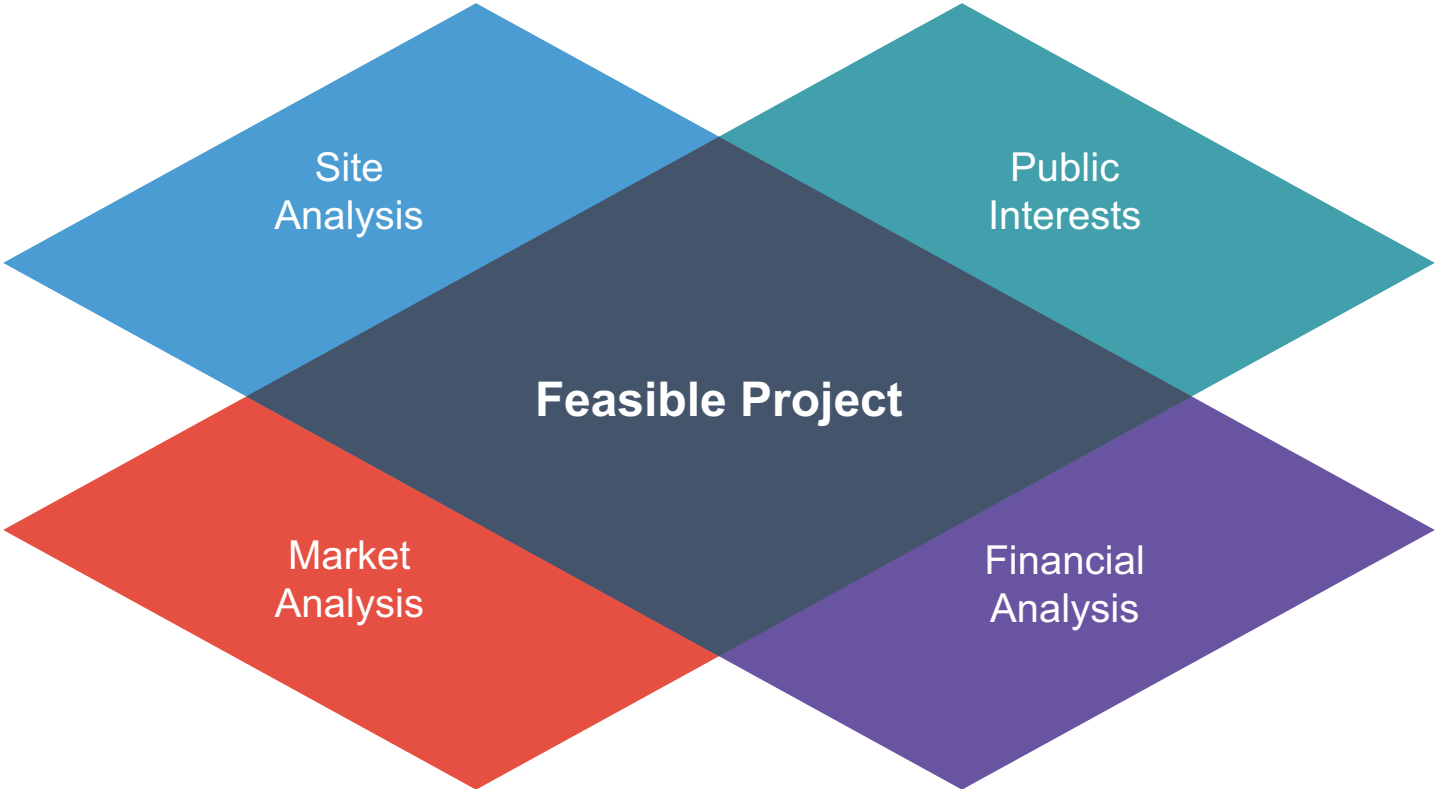 Site
Analysis
Public
Interests
Feasible Project
Market
Analysis
Financial
Analysis